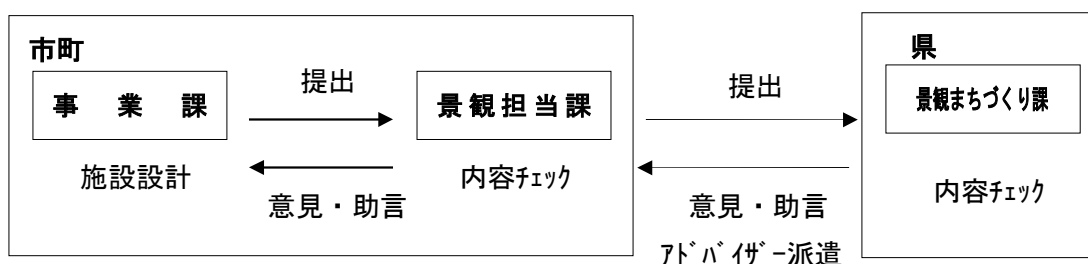 市町
事業課
提出
景観担当課
施設設計
意見・助言
内容ﾁｪｯｸ
提出
意見・助言
ｱﾄﾞﾊﾞｲｻﾞｰ派遣
県
景観まちづくり課
内容ﾁｪｯｸ